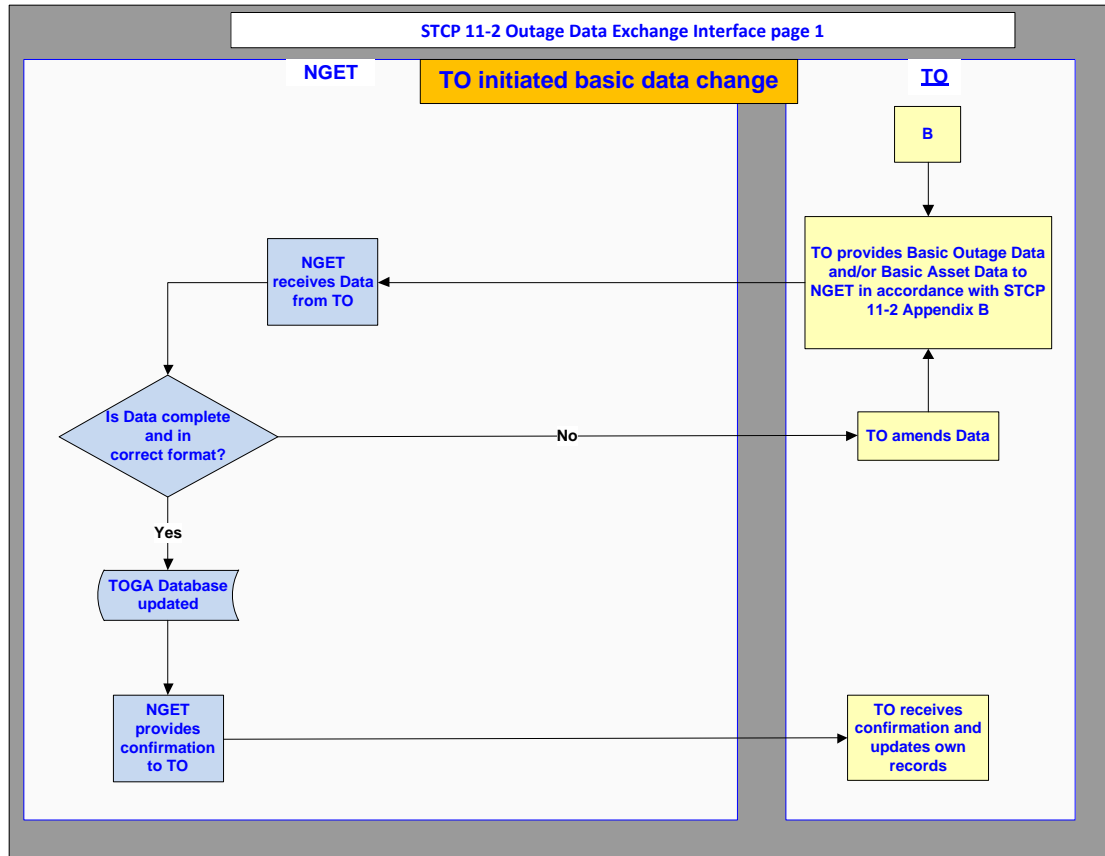 STCP 11-2 Outage Data Exchange Interface page 1
NGET
TO initiated basic data change
TO
B
TO provides Basic Outage Data
and/or Basic Asset Data to
NGET in accordance with STCP
11-2 Appendix B
NGET
receives Data
from TO
Is Data complete
and in
correct format?
No
TO amends Data
Yes
TOGA Database
updated
NGET
provides
confirmation
to TO
TO receives
confirmation and
updates own
records